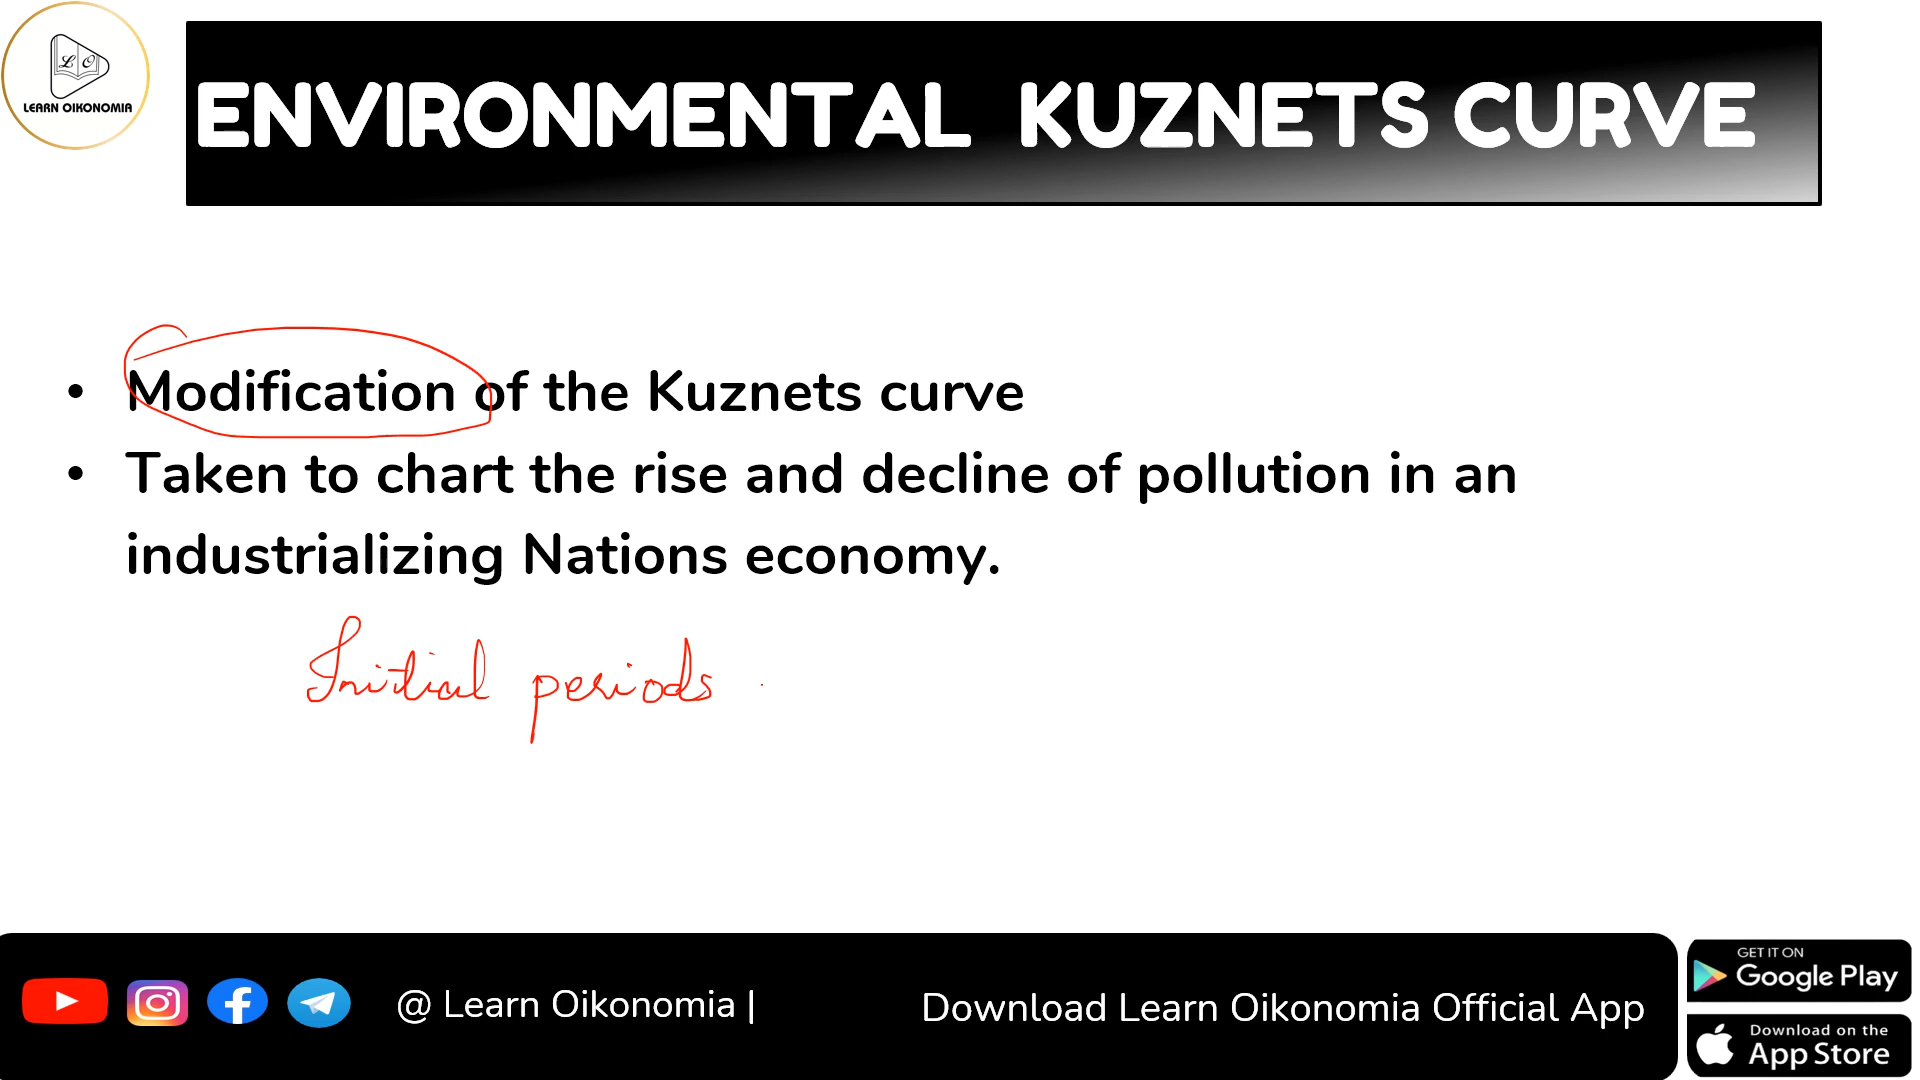 L O
LEARN OIKONOMIA
ENVIRONMENTAL KUZNETS CURVE
• Modification of the Kuznets curve
• Taken to chart the rise and decline of pollution in an
industrializing Nations economy.
Initial periods
@ Learn Oikonomia |
Download Learn Oikonomia Official App
GET IT ON
Google Play
Download on the
App Store